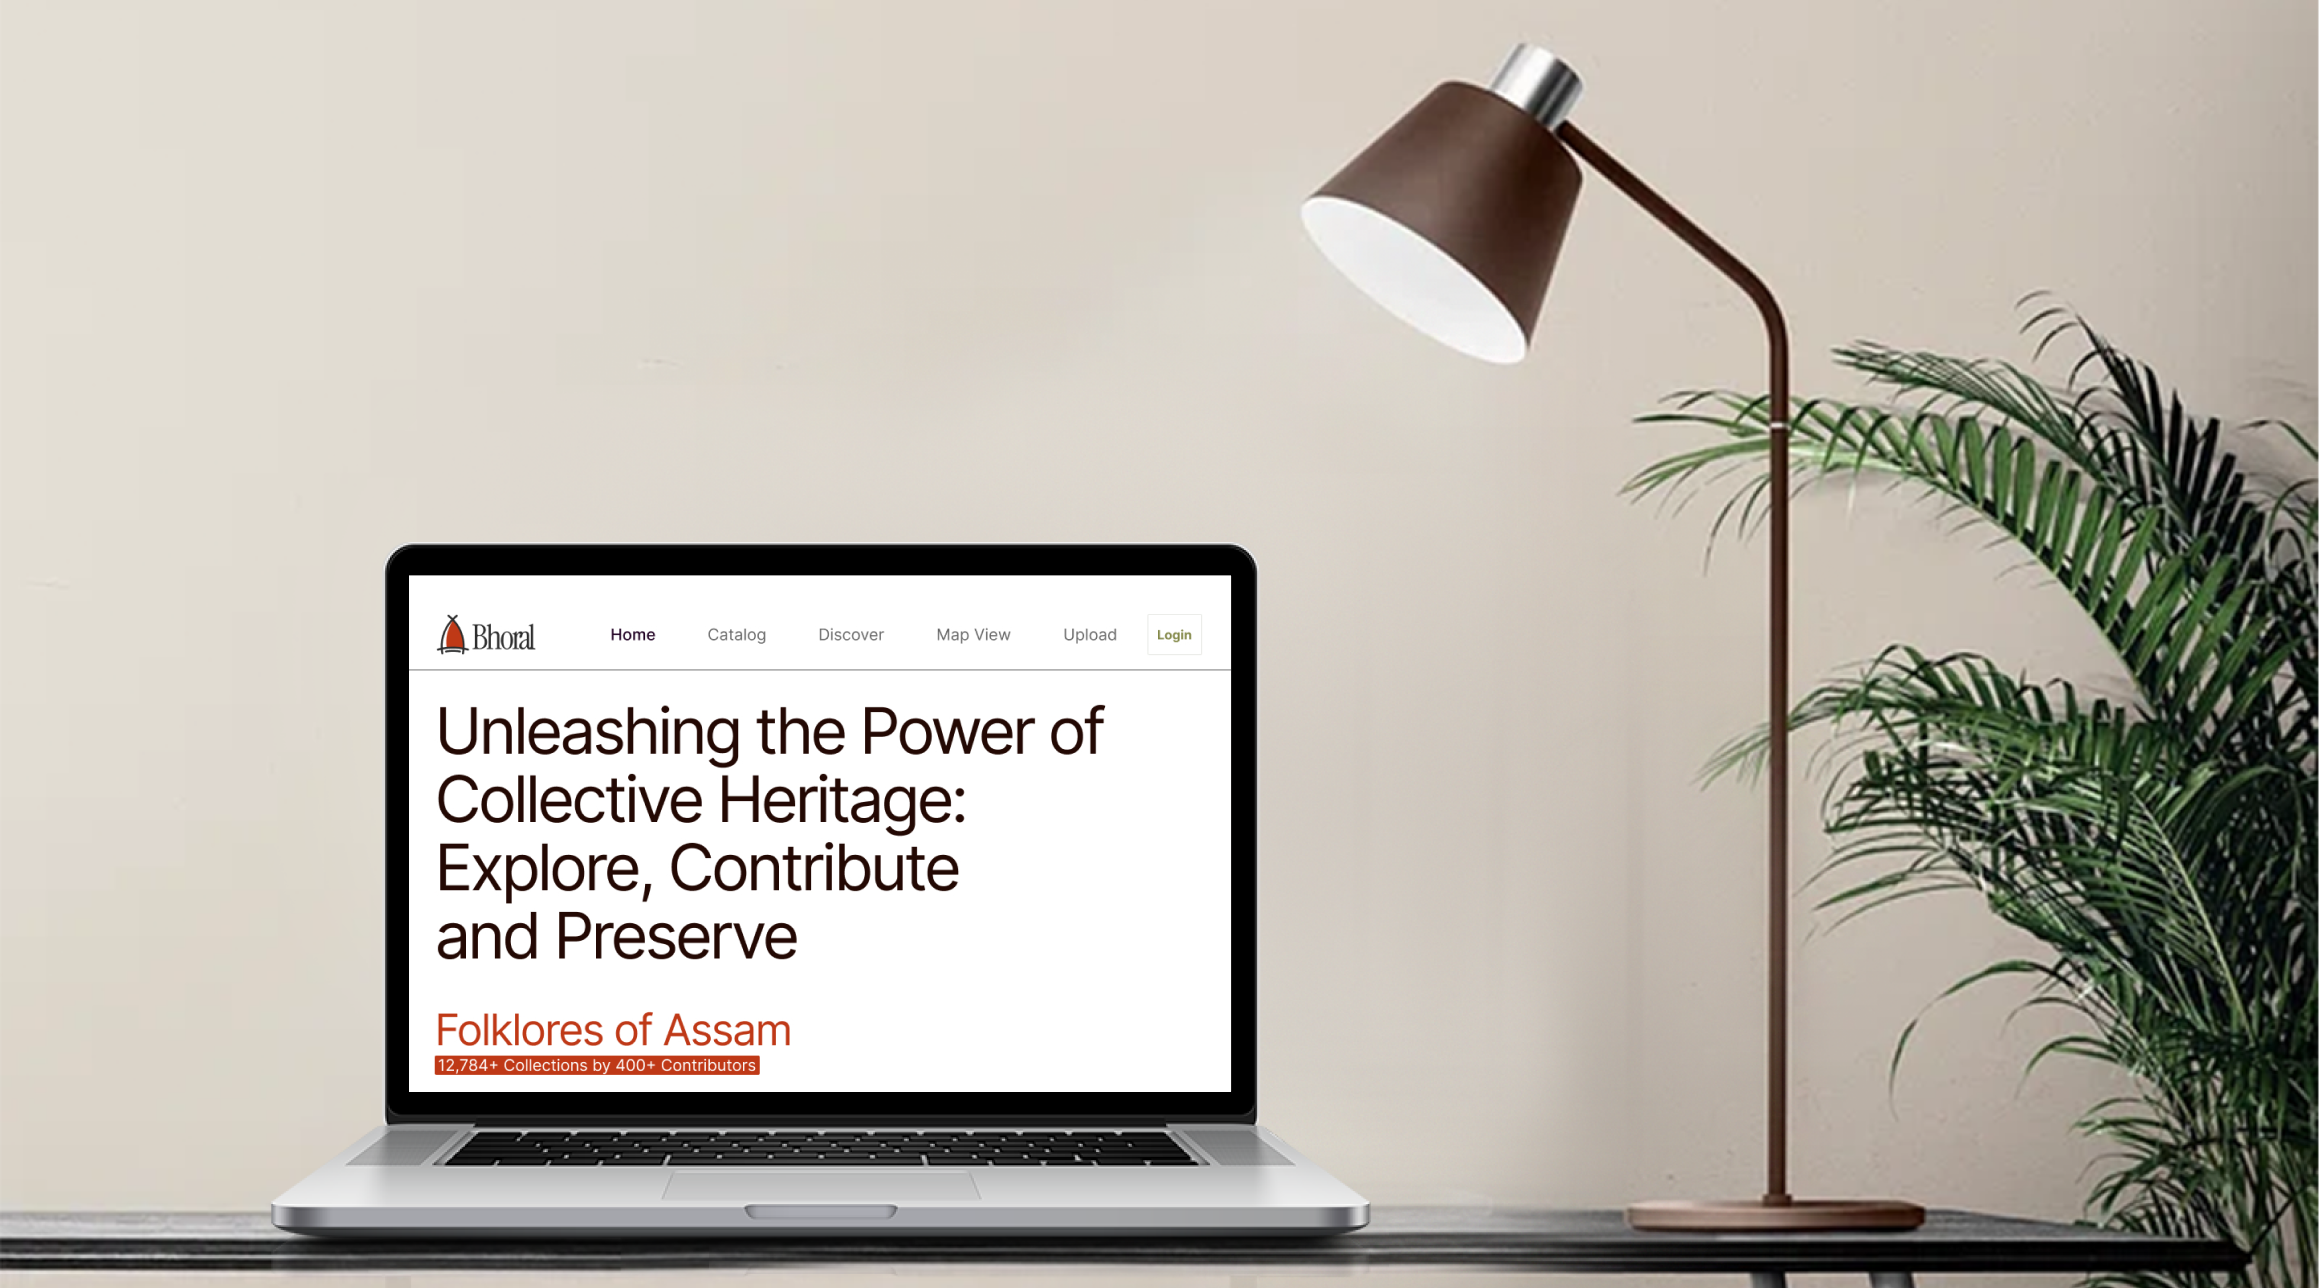 Bhoral
Home Catalog Discover Map View Upload Login
Unleashing the Power of
Collective Heritage:
Explore, Contribute
and Preserve
Folklores of Assam
12,784+ Collections by 400+ Contributors